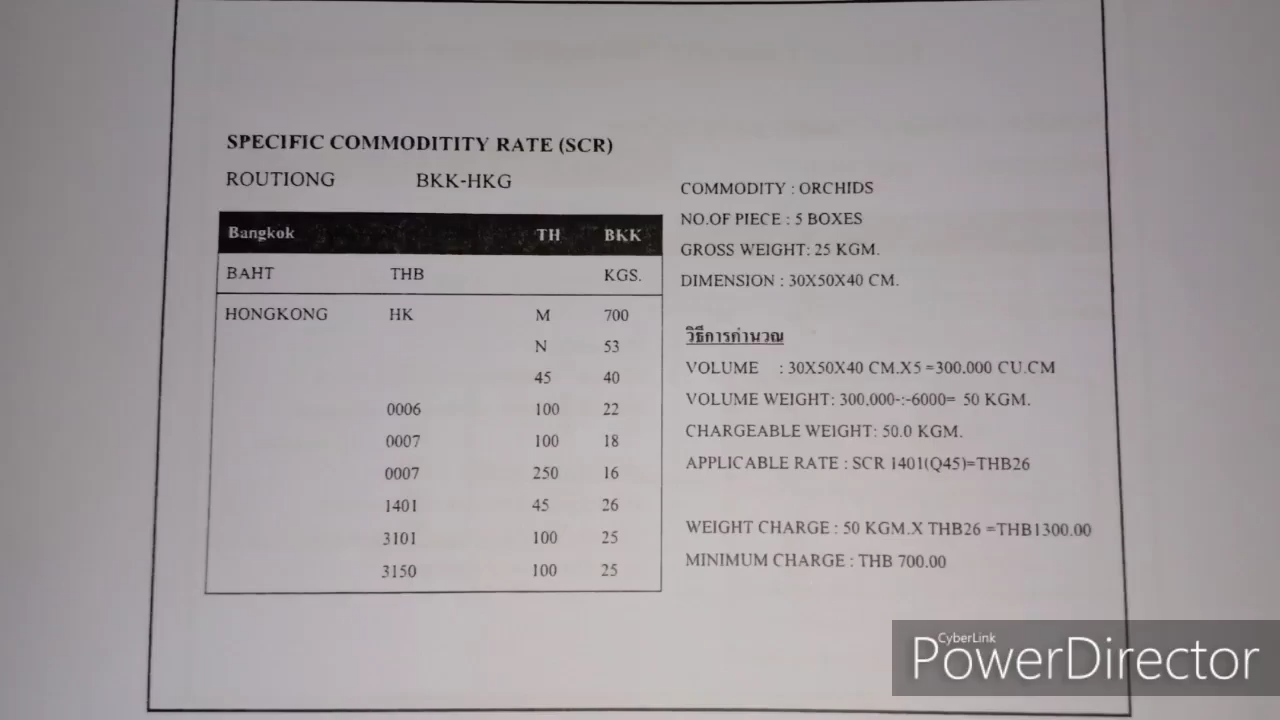 SPECIFIC COMMODITITY RATE (SCR)
ROUTIONG BKK-HKG
Bangkok TH BKK
BAHT THB KGS.
HONGKONG HK M 700
N 53
45 40
0006 100 22
0007 100 18
0007 250 16
1401 45 26
3101 100 25
3150 100 25
COMMODITY : ORCHIDS
NO.OF PIECE : 5 BOXES
GROSS WEIGHT: 25 KGM.
DIMENSION : 30X50X40 CM.
วิธีการคำนวณ
VOLUME : 30X50X40 CM.X5 =300.000 CU.CM
VOLUME WEIGHT: 300,000-:-6000= 50 KGM.
CHARGEABLE WEIGHT: 50.0 KGM.
APPLICABLE RATE : SCR 1401(Q45)=THB26
WEIGHT CHARGE : 50 KGM.X THB26 =THB1300.00
MINIMUM CHARGE : THB 700.00
CyberLink
PowerDirector